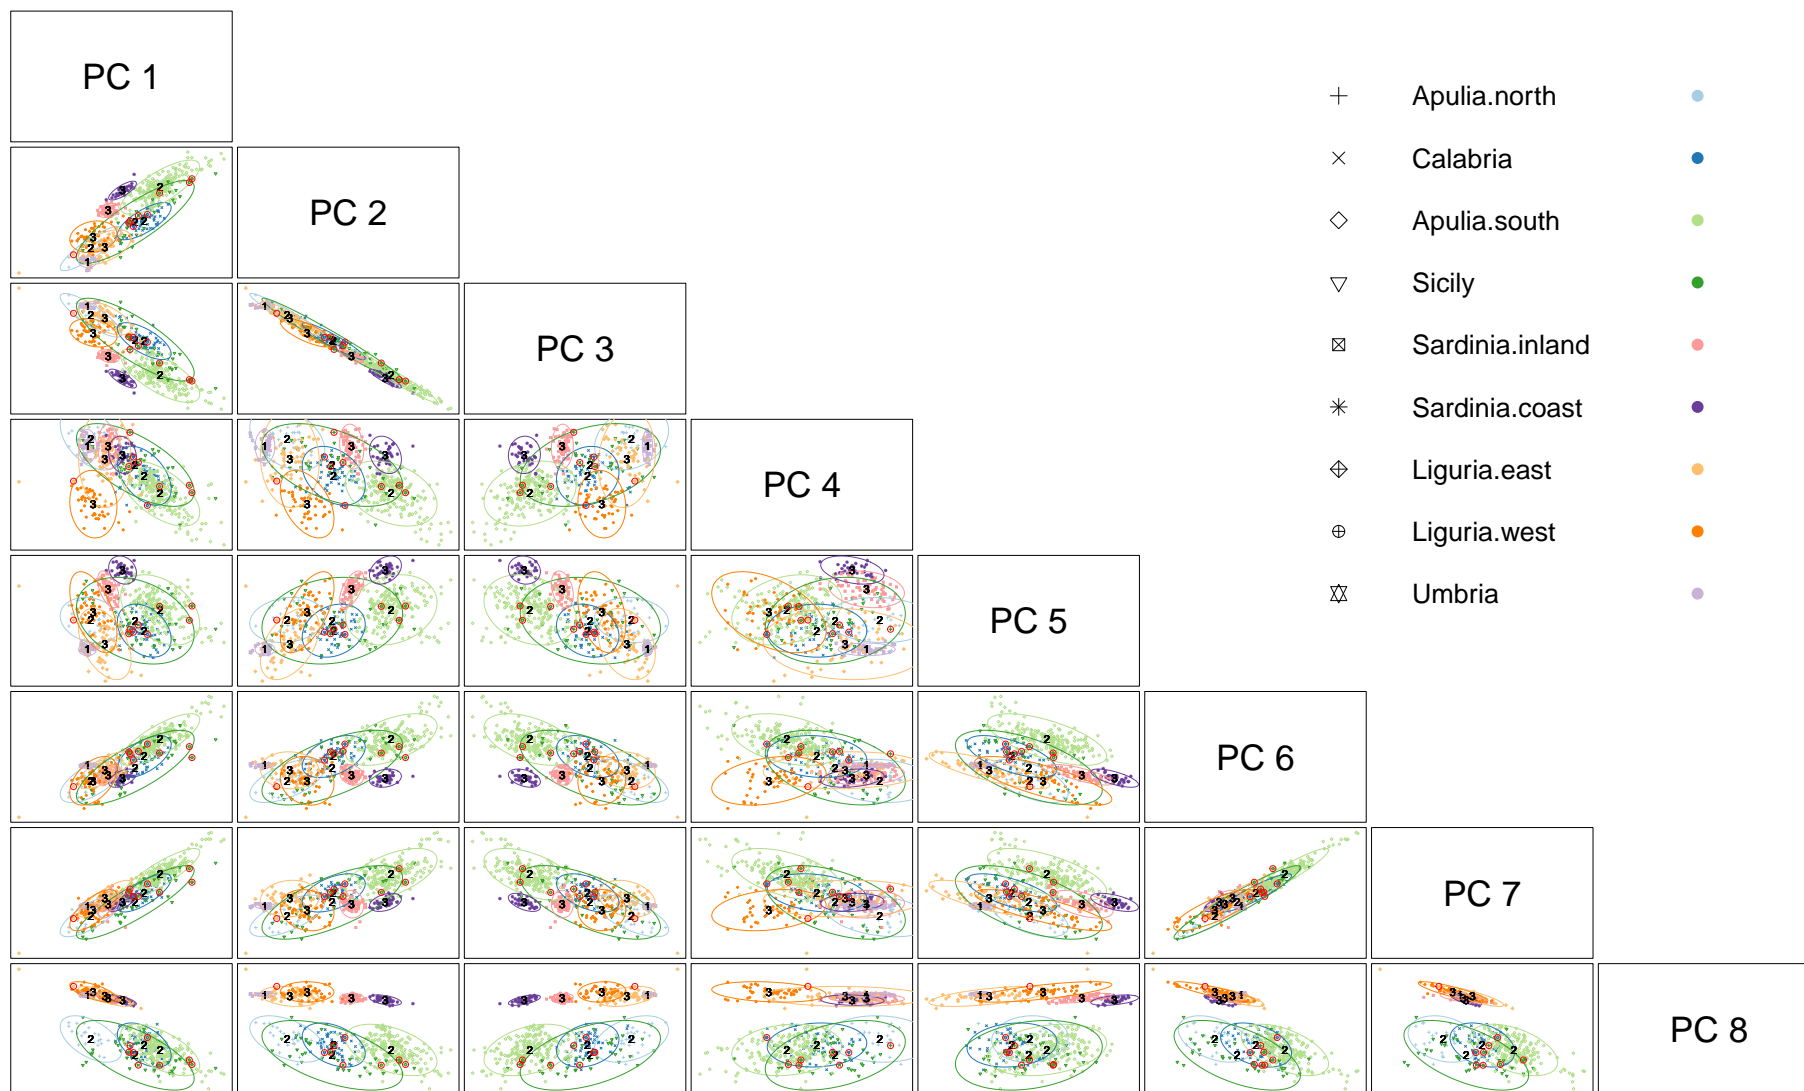 PC 1
Apulia.north
PC 2
Calabria
Apulia.south
Sicily
PC 3
Sardinia.inland
Sardinia.coast
PC 4
Liguria.east
Liguria.west
PC 5
Umbria
PC 6
PC 7
PC 8